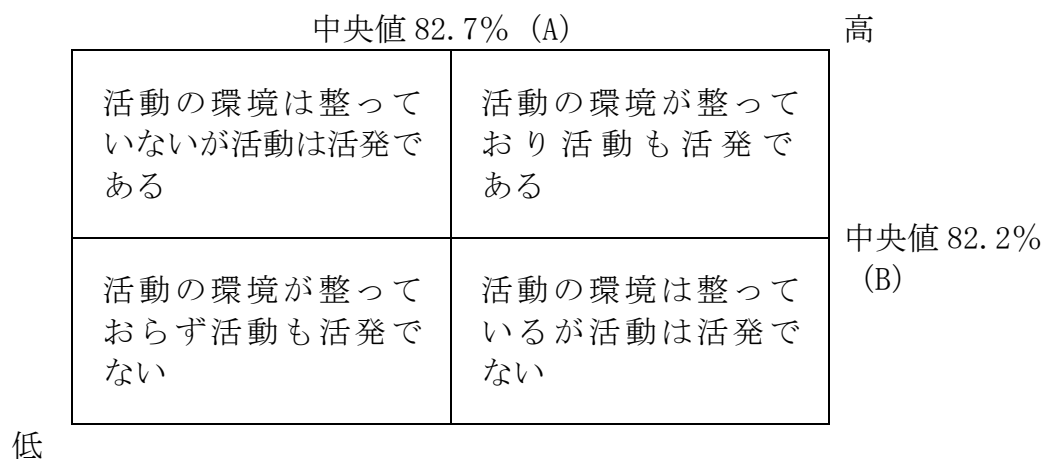 中央値 82.7% (A)
高
活動の環境は整って
いないが活動は活発で
ある
活動の環境が整って
おり活動も活発で
ある
中央値 82.2%
(B)
活動の環境が整って
おらず活動も活発で
ない
活動の環境は整って
いるが活動は活発で
ない
低